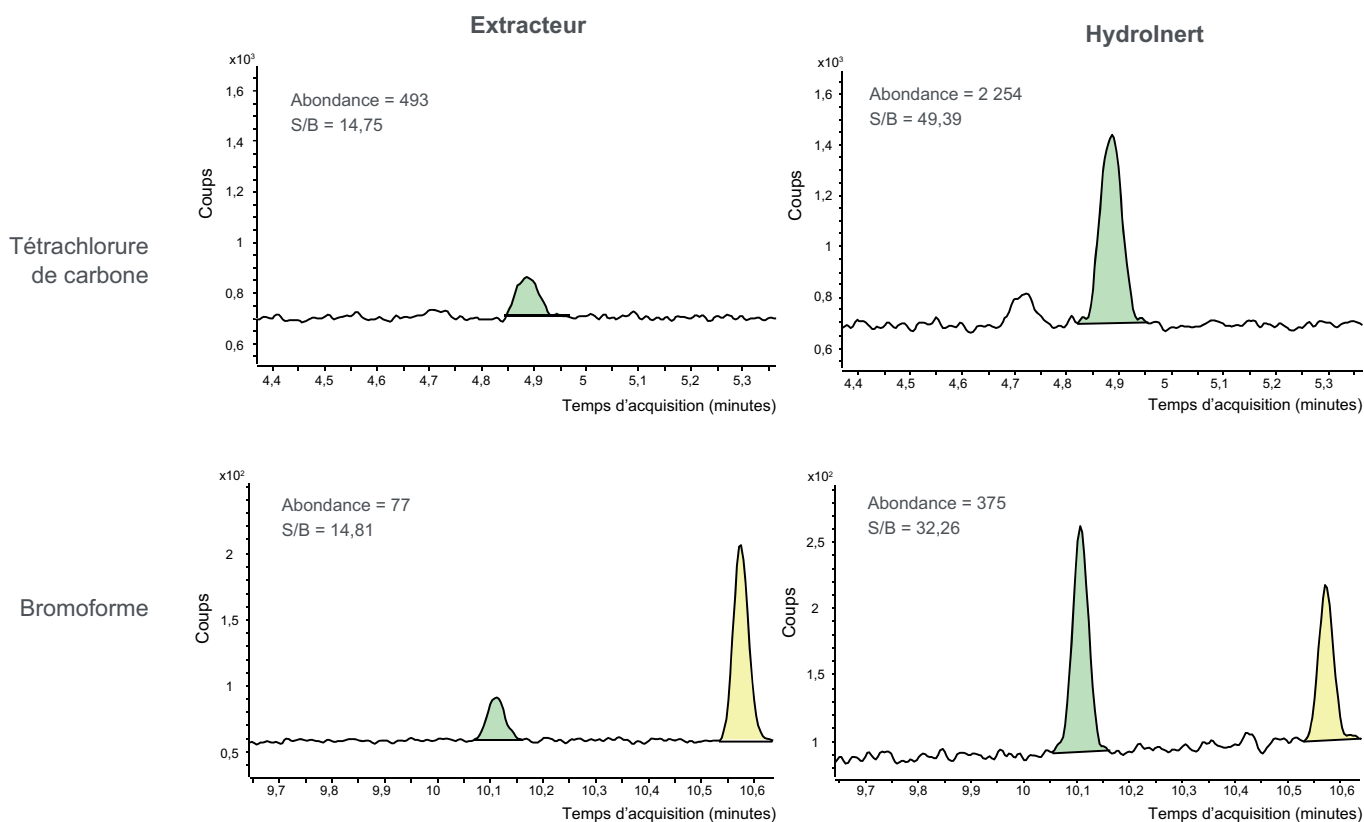 Extracteur
HydroInert
Tétrachlorure
de carbone
x10³
Abondance = 493
S/B = 14,75
Coups
1,6
1,4
1,2
1
0,8
0,6
4,4 4,5 4,6 4,7 4,8 4,9 5 5,1 5,2 5,3
Temps d'acquisition (minutes)
x10³
Abondance = 2 254
S/B = 49,39
Coups
1,6
1,4
1,2
1
0,8
0,6
4,4 4,5 4,6 4,7 4,8 4,9 5 5,1 5,2 5,3
Temps d'acquisition (minutes)
Bromoforme
x10²
Abondance = 77
S/B = 14,81
Coups
2
1,5
1
0,5
9,7 9,8 9,9 10 10,1 10,2 10,3 10,4 10,5 10,6
Temps d'acquisition (minutes)
x10²
Abondance = 375
S/B = 32,26
Coups
2,5
2
1,5
1
9,7 9,8 9,9 10 10,1 10,2 10,3 10,4 10,5 10,6
Temps d'acquisition (minutes)